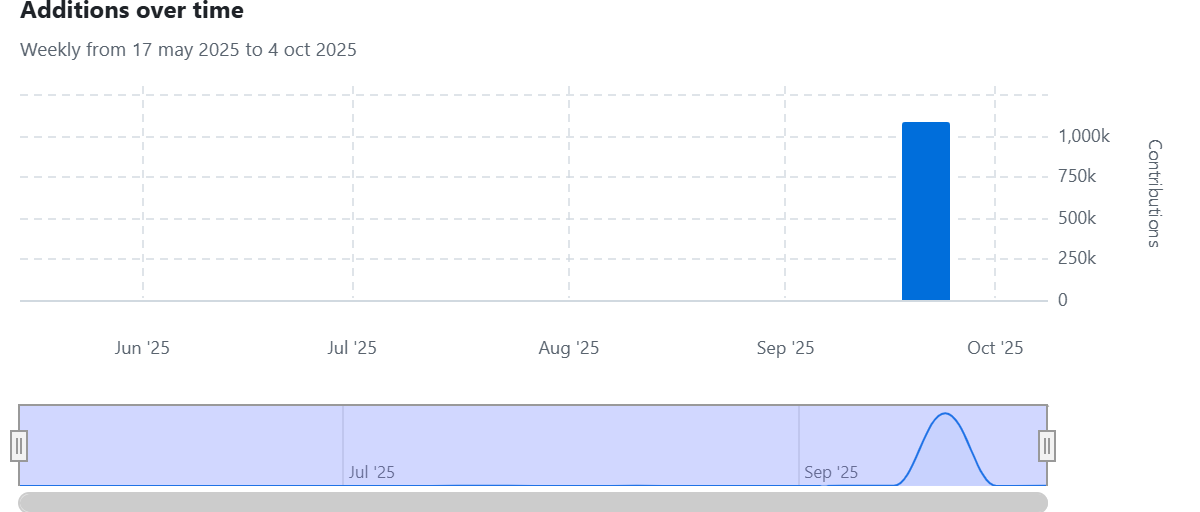 Additions over time
Weekly from 17 may 2025 to 4 oct 2025
1,000k
750k
500k
250k
0
Contributions
Jun '25
Jul '25
Aug '25
Sep '25
Oct '25
Jul '25
Sep '25